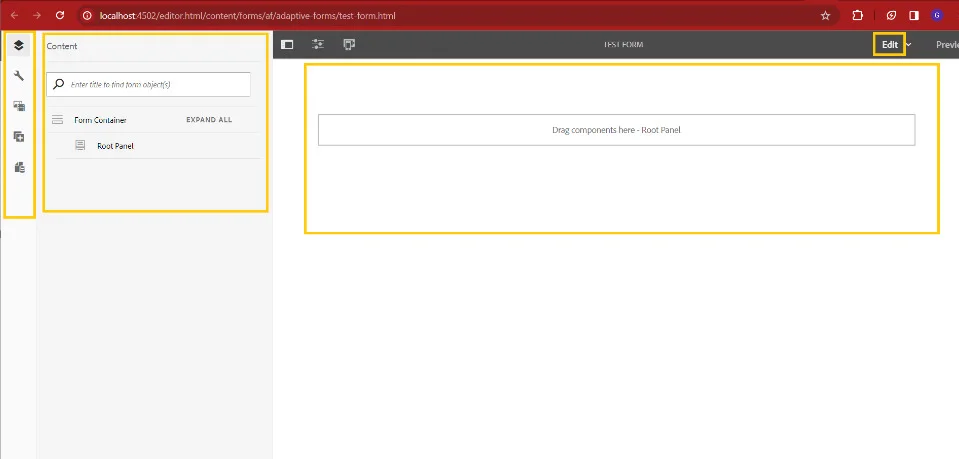 localhost:4502/editor.html/content/forms/af/adaptive-forms/test-form.html
G
Content
TEST FORM
Edit
Previe
Enter title to find form object(s)
Form Container
EXPAND ALL
Root Panel
Drag components here - Root Panel